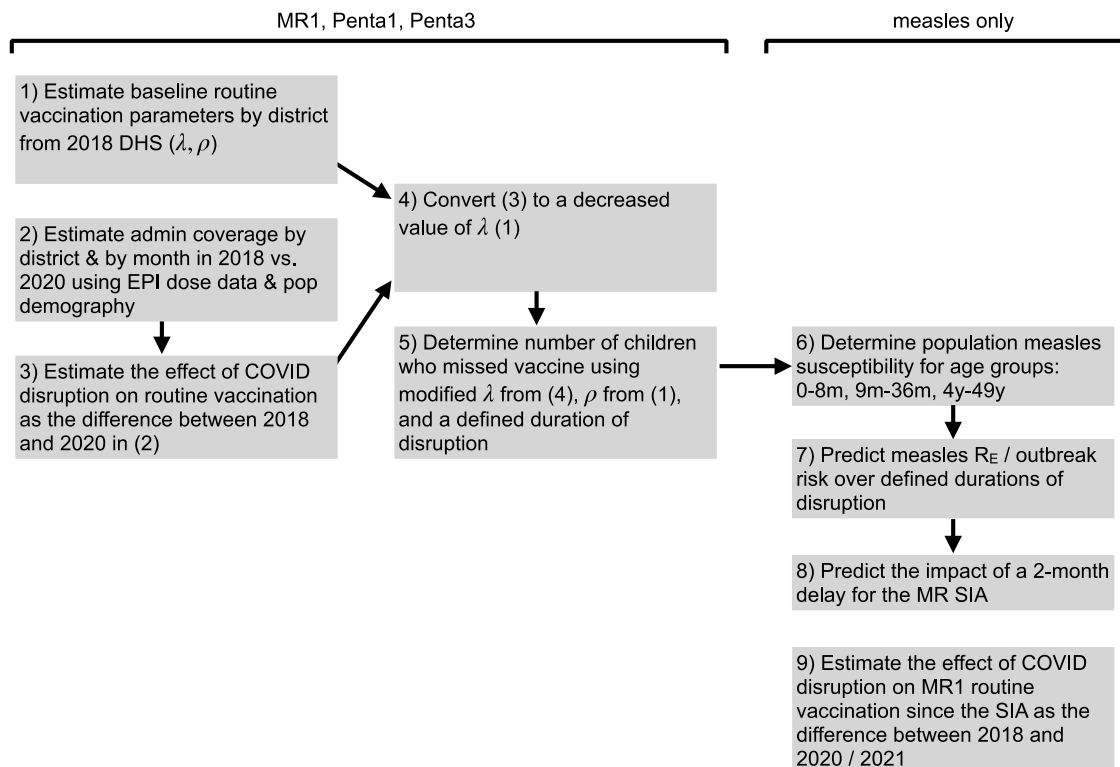 MR1, Penta1, Penta3
measles only
1) Estimate baseline routine
vaccination parameters by district
from 2018 DHS (λ, ρ)
2) Estimate admin coverage by
district & by month in 2018 vs.
2020 using EPI dose data & pop
demography
3) Estimate the effect of COVID
disruption on routine vaccination
as the difference between 2018
and 2020 in (2)
4) Convert (3) to a decreased
value of λ (1)
5) Determine number of children
who missed vaccine using
modified λ from (4), ρ from (1),
and a defined duration of
disruption
6) Determine population measles
susceptibility for age groups:
0-8m, 9m-36m, 4y-49y
7) Predict measles RE / outbreak
risk over defined durations of
disruption
8) Predict the impact of a 2-month
delay for the MR SIA
9) Estimate the effect of COVID
disruption on MR1 routine
vaccination since the SIA as the
difference between 2018 and
2020 / 2021